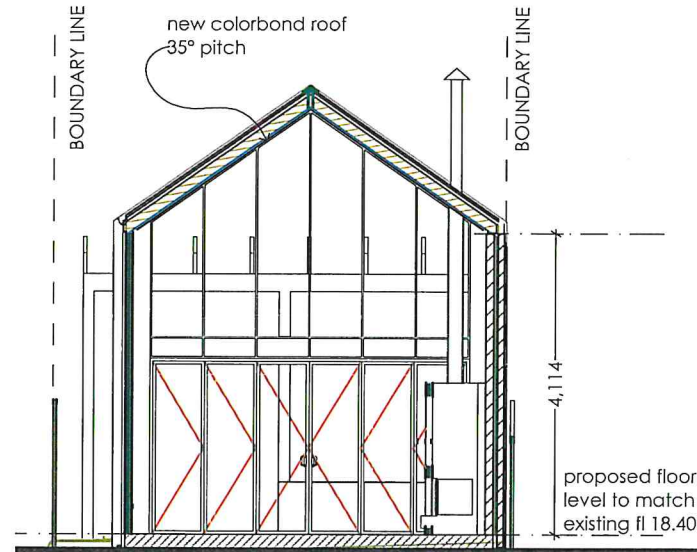 new colorbond roof
35° pitch
BOUNDARY LINE
BOUNDARY LINE
4,114
proposed floor
level to match
existing fl 18.40